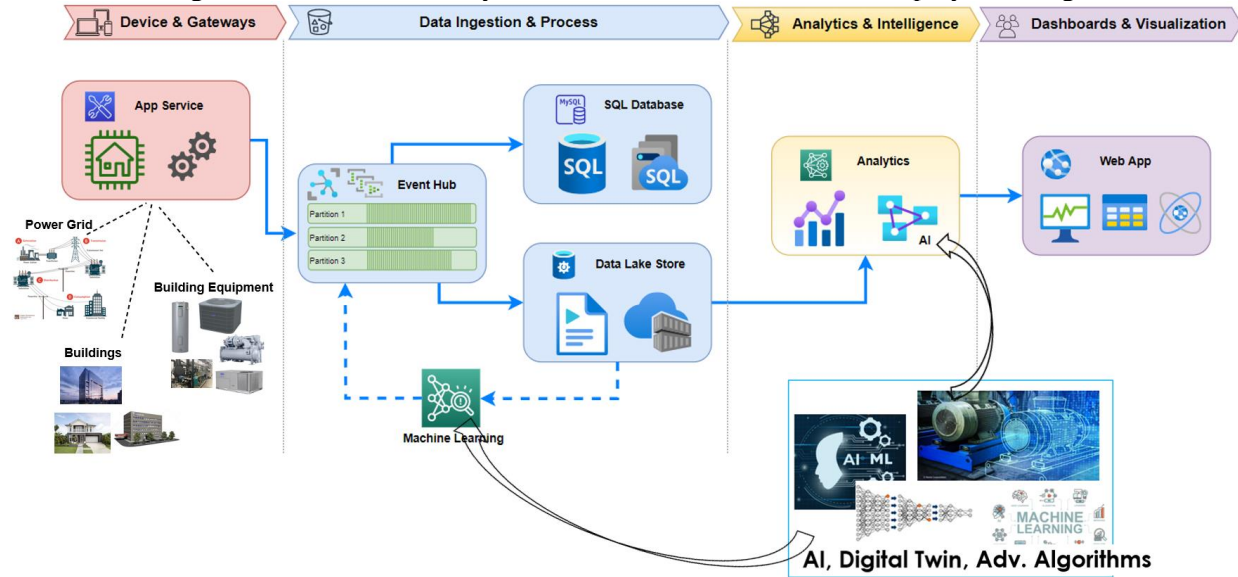 Device & Gateways
Data Ingestion & Process
Analytics & Intelligence
Dashboards & Visualization
App Service
MySQL
SQL Database
SQL
SQL
Event Hub
Partition 1
Partition 2
Partition 3
Analytics
AI
Web App
Power Grid
Building Equipment
Buildings
Data Lake Store
Machine Learning
AI ML
MACHINE
LEARNING
AI, Digital Twin, Adv. Algorithms